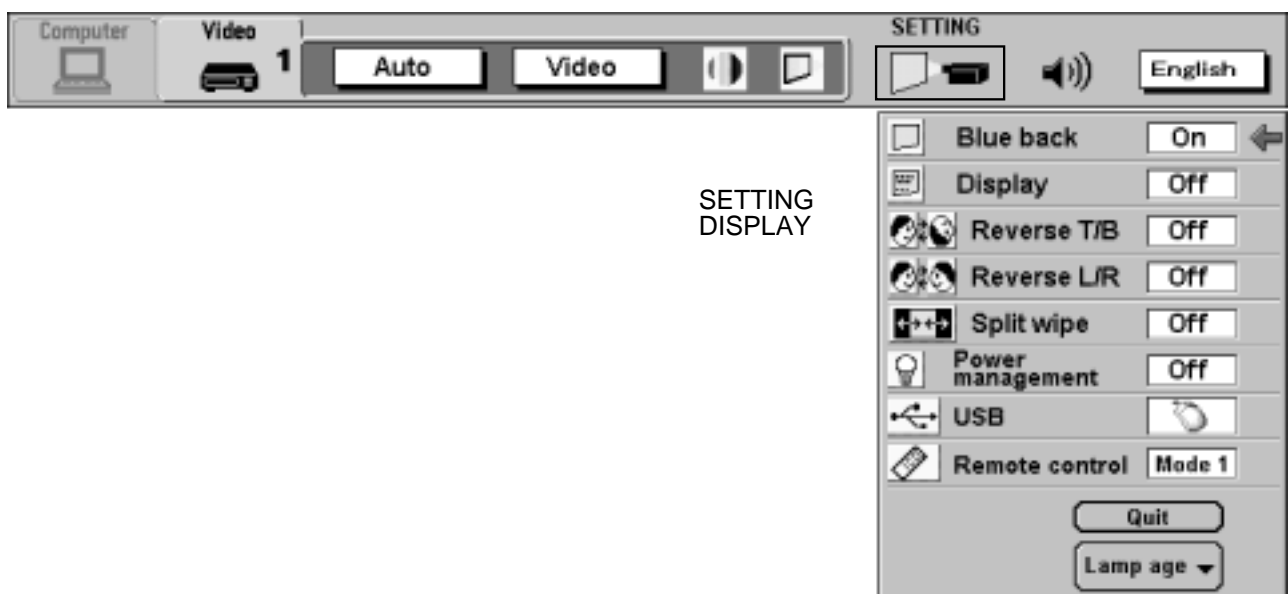 Computer
Video
1
Auto
Video
SETTING
English
SETTING
DISPLAY
Blue back On
Display Off
Reverse T/B Off
Reverse L/R Off
Split wipe Off
Power
management Off
USB
Remote control Mode 1
Quit
Lamp age